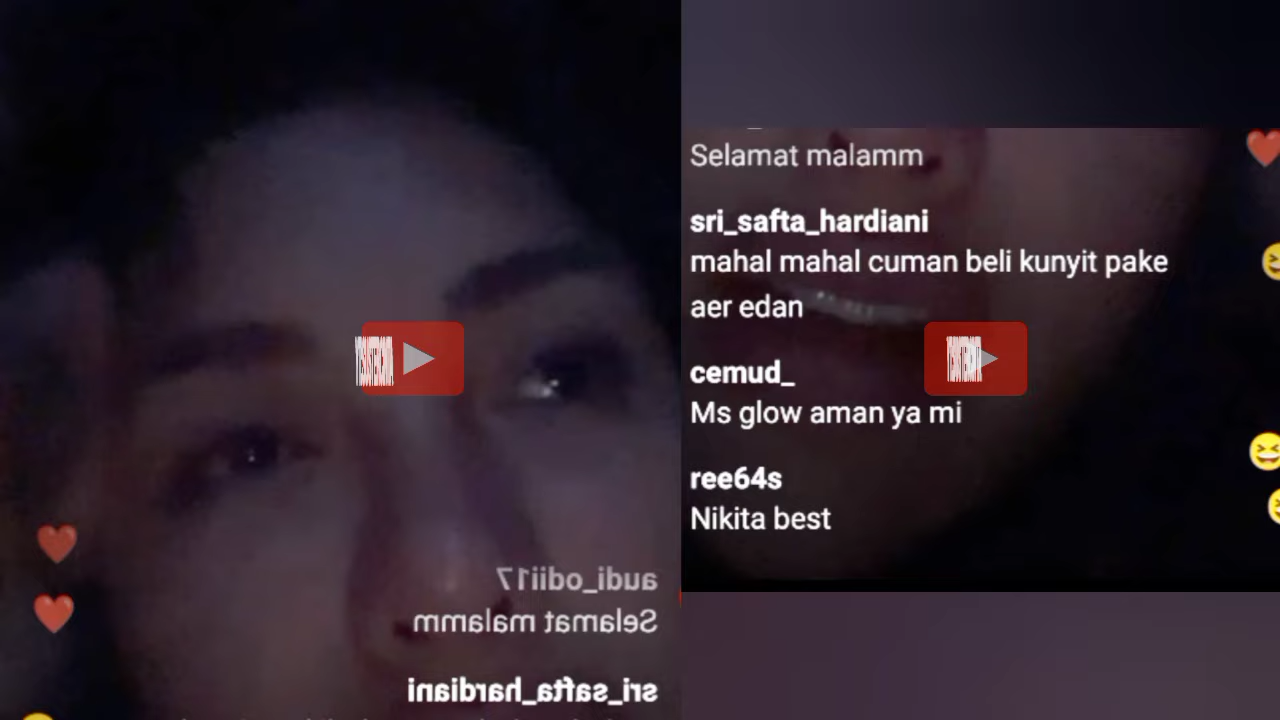 audi_odii17
Selamat malamm
sri_safta_hardiani
Selamat malamm
sri_safta_hardiani
mahal mahal cuman beli kunyit pake
aer edan
cemud_
Ms glow aman ya mi
ree64s
Nikita best